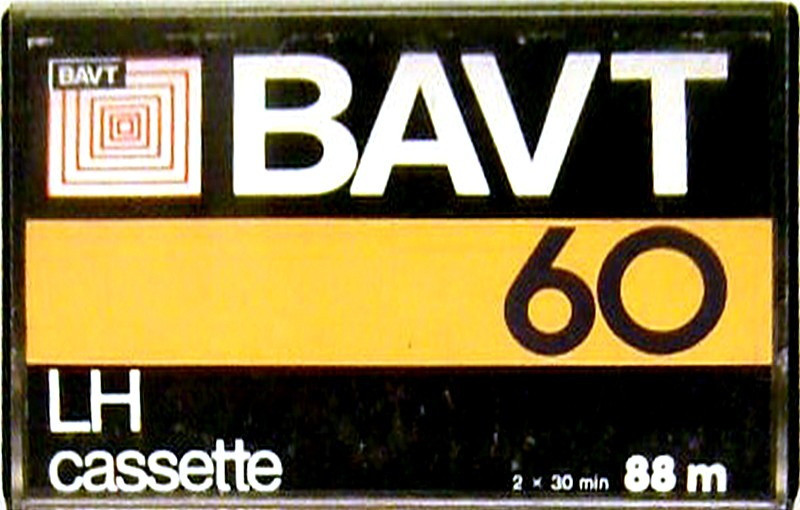 BAVT
BAVT
60
LH
cassette
2 × 30 min 88 m